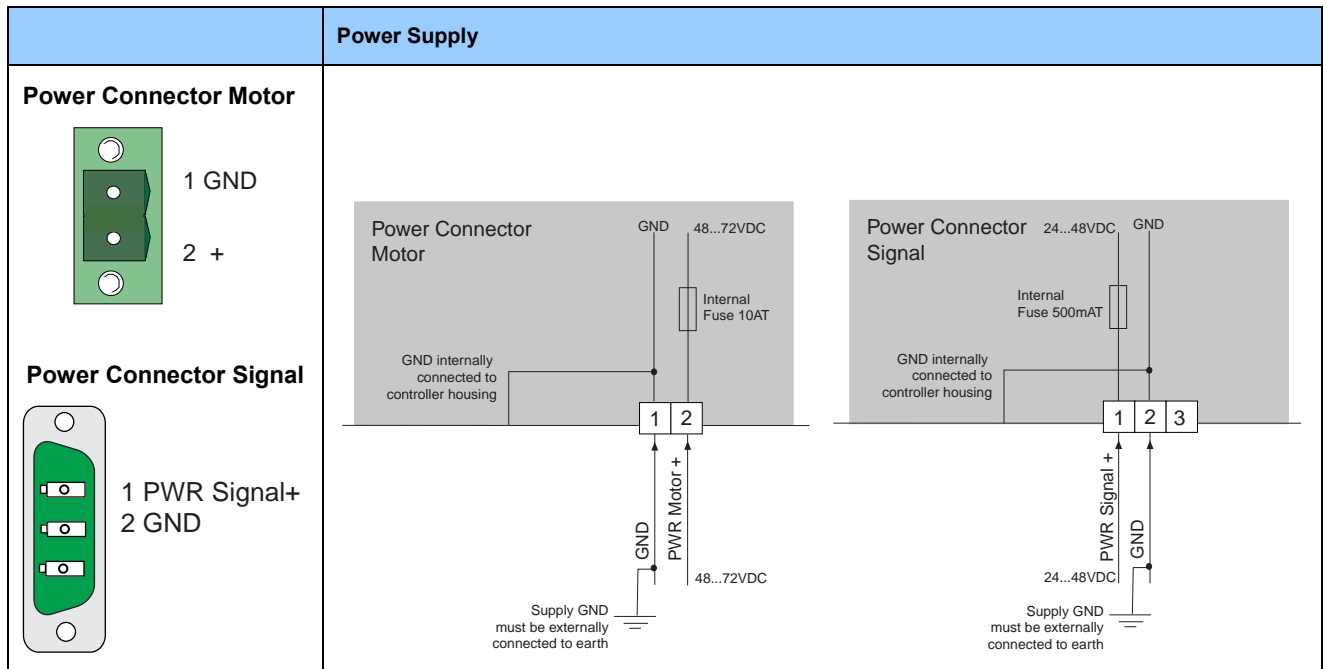 Power Supply
Power Connector Motor
1 GND
2 +
Power Connector Signal
1 PWR Signal+
2 GND
Power Connector
Motor
GND
48...72VDC
Internal
Fuse 10AT
GND internally
connected to
controller housing
1 2
GND
PWR Motor +
48...72VDC
Supply GND
must be externally
connected to earth
Power Connector
Signal
24...48VDC
GND
Internal
Fuse 500mAT
GND internally
connected to
controller housing
1 2 3
PWR Signal +
GND
24...48VDC
Supply GND
must be externally
connected to earth